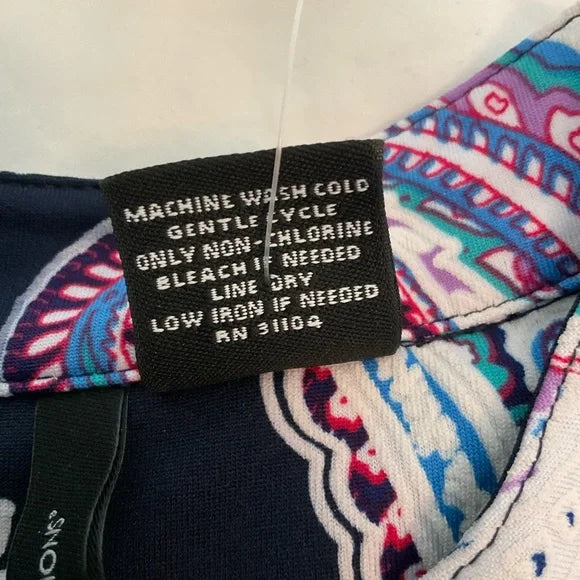 MACHINE WASH COLD
GENTLE CYCLE
ONLY NON-CHLORINE
BLEACH IF NEEDED
LINE DRY
LOW IRON IF NEEDED
RN 31104